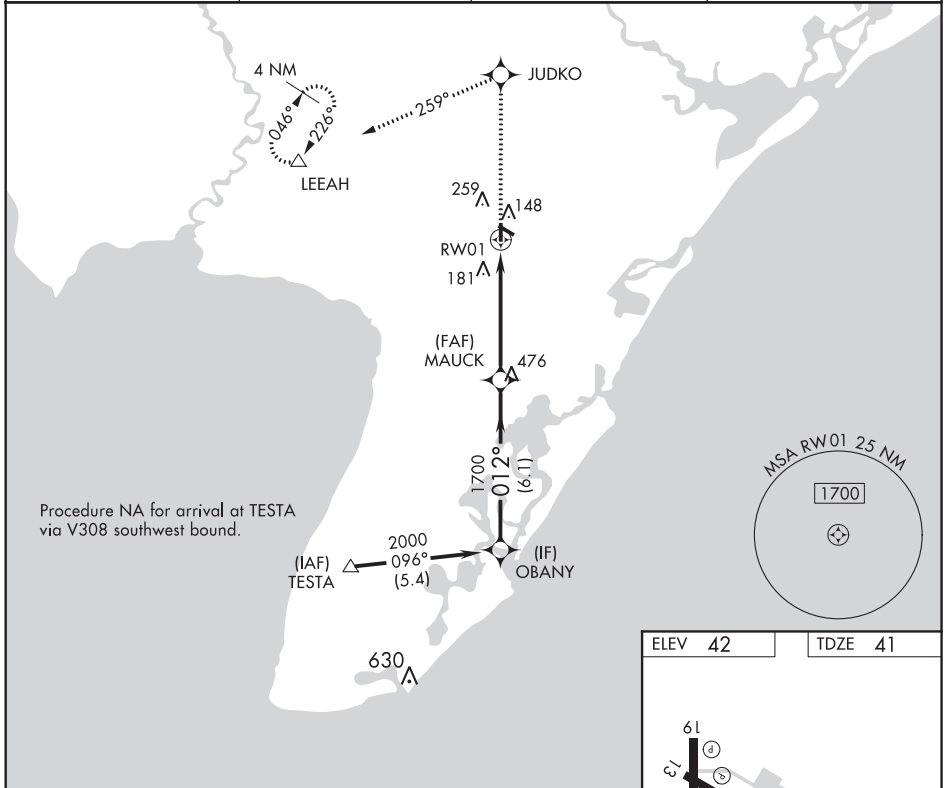 4 NM
046°
226°
LEEAH
259°
JUDKO
259
148
RW01
181
(FAF)
MAUCK
476
1700
012°
(6.1)
Procedure NA for arrival at TESTA
via V308 southwest bound.
(IAF)
TESTA
2000
096°
(5.4)
(IF)
OBANY
630
MSA RW01 25 NM
1700
ELEV 42
TDZE 41
19
P
13
P